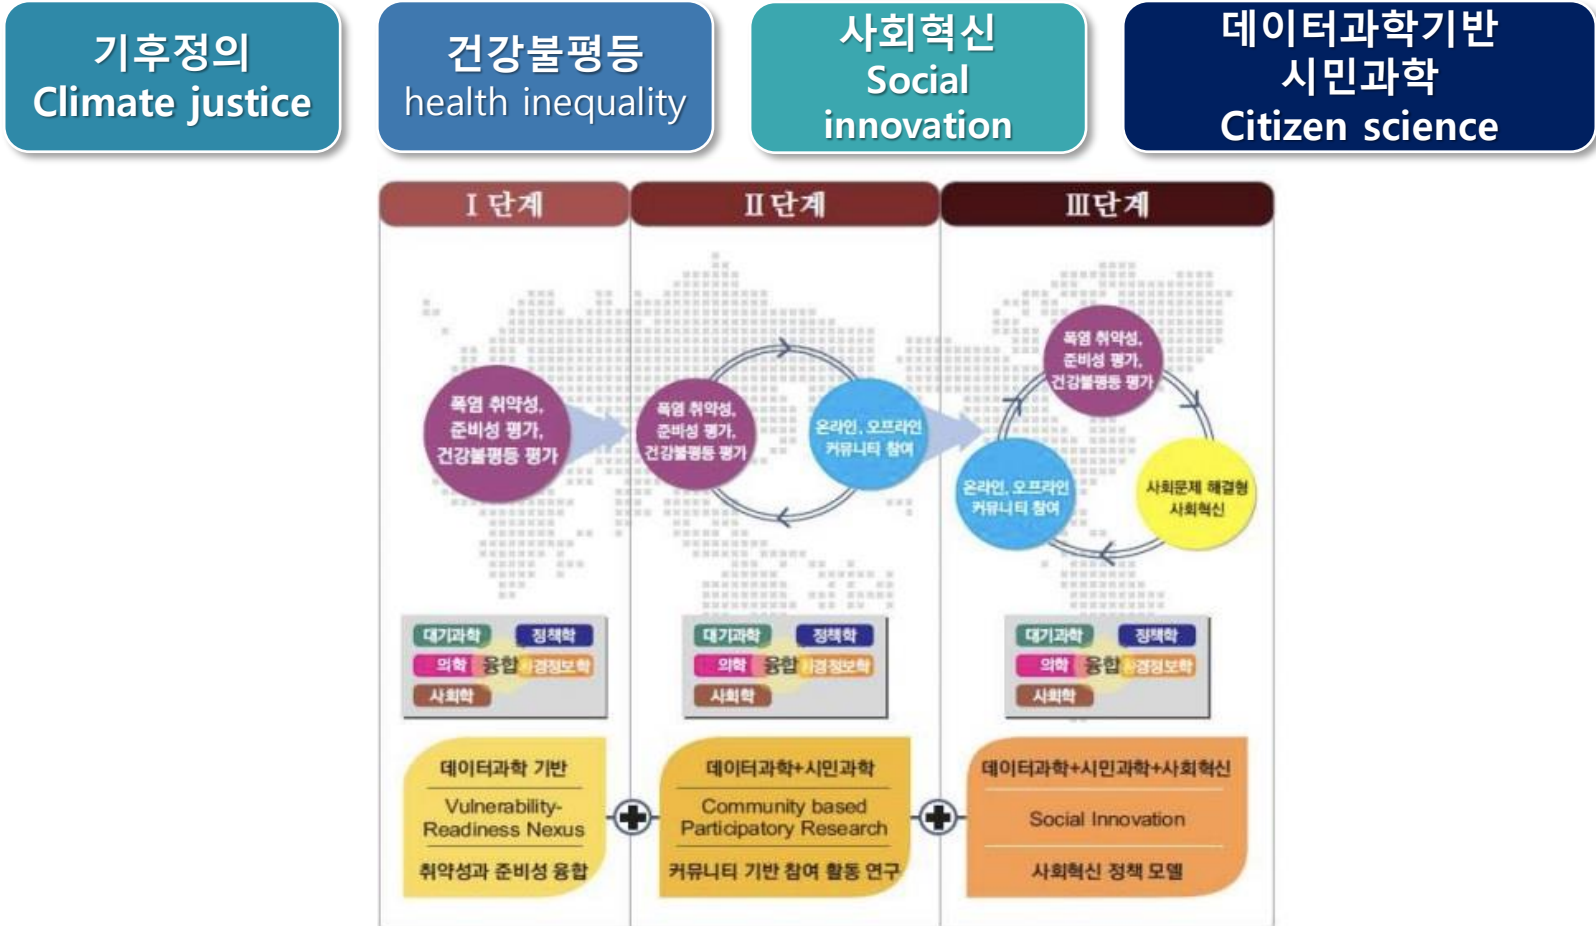 기후정의
Climate justice
건강불평등
health inequality
사회혁신
Social
innovation
데이터과학기반
시민과학
Citizen science
Ⅰ 단계
Ⅱ단계
Ⅲ단계
폭염 취약성,
준비성 평가,
건강불평등 평가
폭염 취약성,
준비성 평가,
건강불평등 평가
온라인, 오프라인
커뮤니티 참여
폭염 취약성,
준비성 평가,
건강불평등 평가
온라인, 오프라인
커뮤니티 참여
사회문제 해결형
사회혁신
대기과학
정책학
의학
융합
경정보학
사회학
대기과학
정책학
의학
융합
경정보학
사회학
대기과학
정책학
의학
융합
경정보학
사회학
데이터과학 기반
Vulnerability-
Readiness Nexus
취약성과 준비성 융합
데이터과학+시민과학
Community based
Participatory Research
커뮤니티 기반 참여 활동 연구
데이터과학+시민과학+사회혁신
Social Innovation
사회혁신 정책 모델